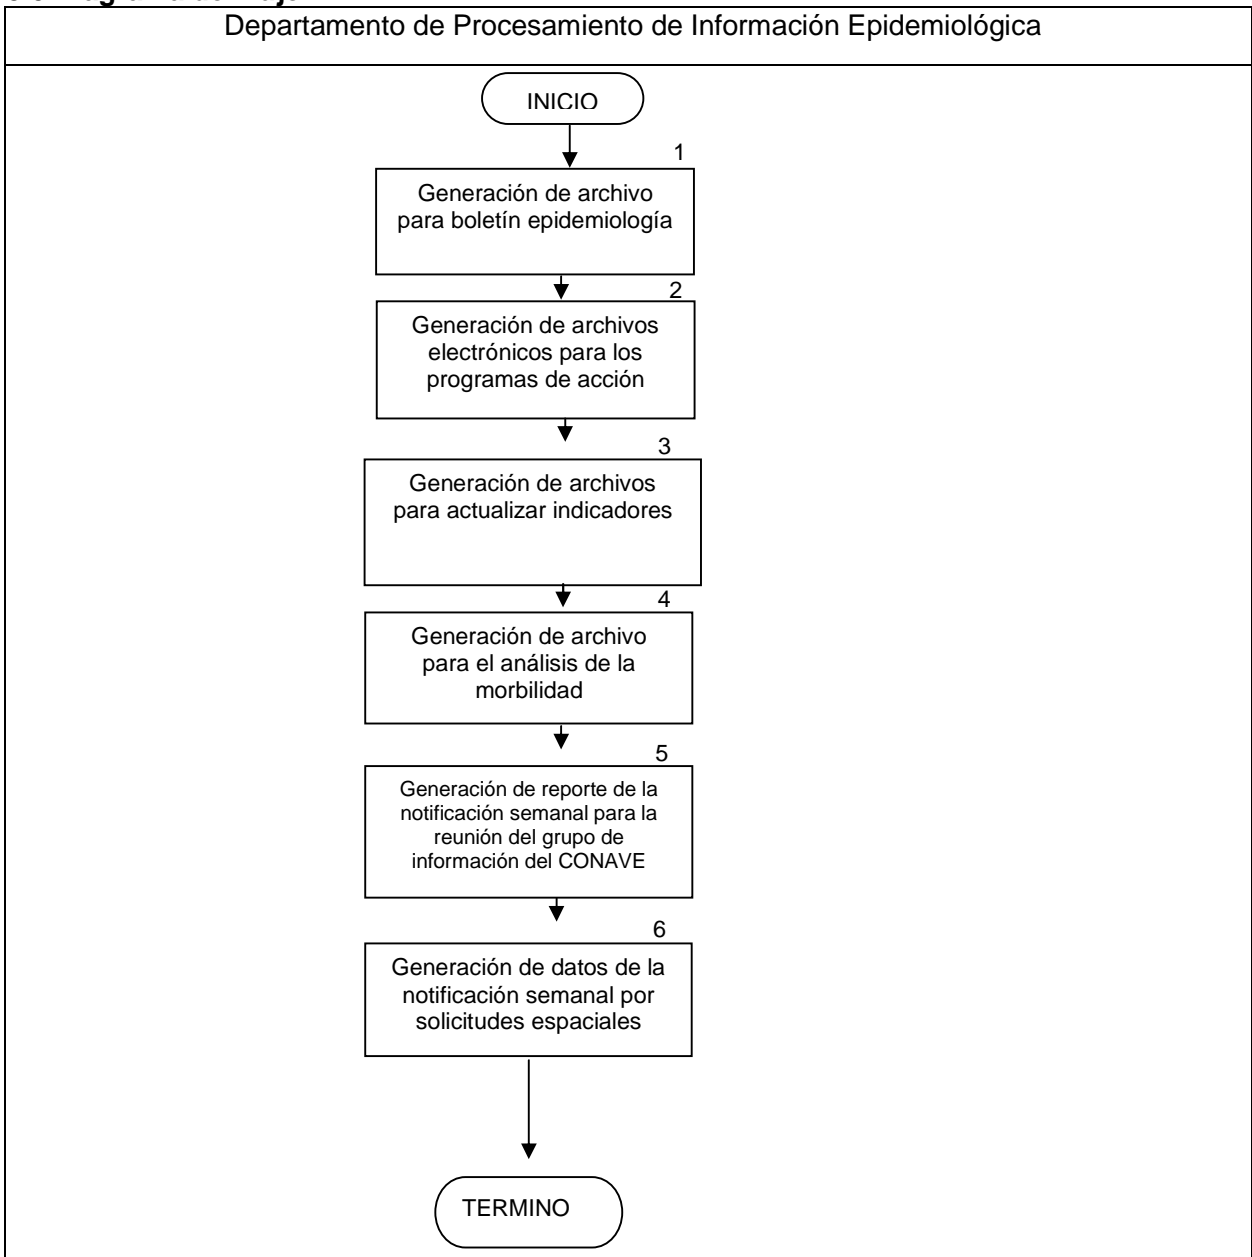 Departamento de Procesamiento de Información Epidemiológica
INICIO
1
Generación de archivo
para boletín epidemiología
2
Generación de archivos
electrónicos para los
programas de acción
3
Generación de archivos
para actualizar indicadores
4
Generación de archivo
para el análisis de la
morbilidad
5
Generación de reporte de la
notificación semanal para la
reunión del grupo de
información del CONAVE
6
Generación de datos de la
notificación semanal por
solicitudes espaciales
TERMINO